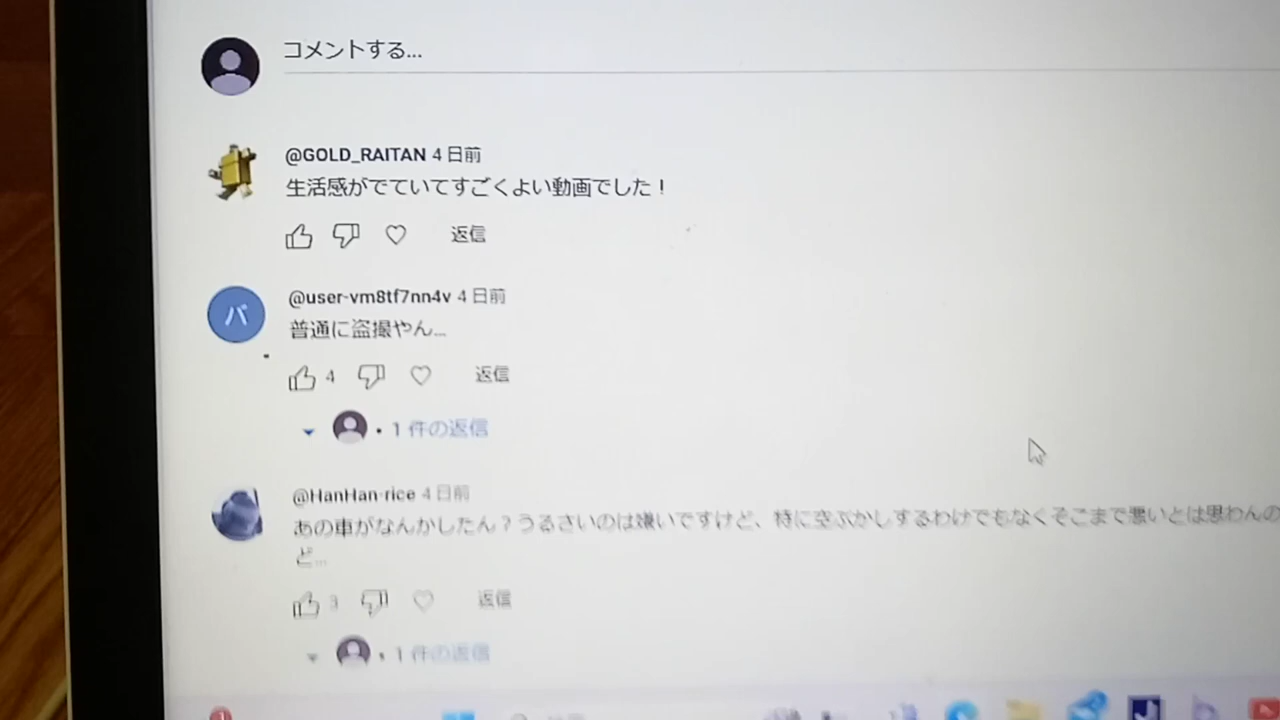 コメントする...
@GOLD_RAITAN 4 日前
生活感がでていてすごくよい動画でした！
返信
バ
@user-vm8tf7nn4v 4 日前
普通に盗撮やん...
4
返信
• 1 件の返信
@HanHan-rice 4 日前
あの車がなんかしたん？うるさいのは嫌いですけど、特に空ぶかしするわけでもなくそこまで悪いとは思わんの
ど...
3
返信
• 1 件の返信
1